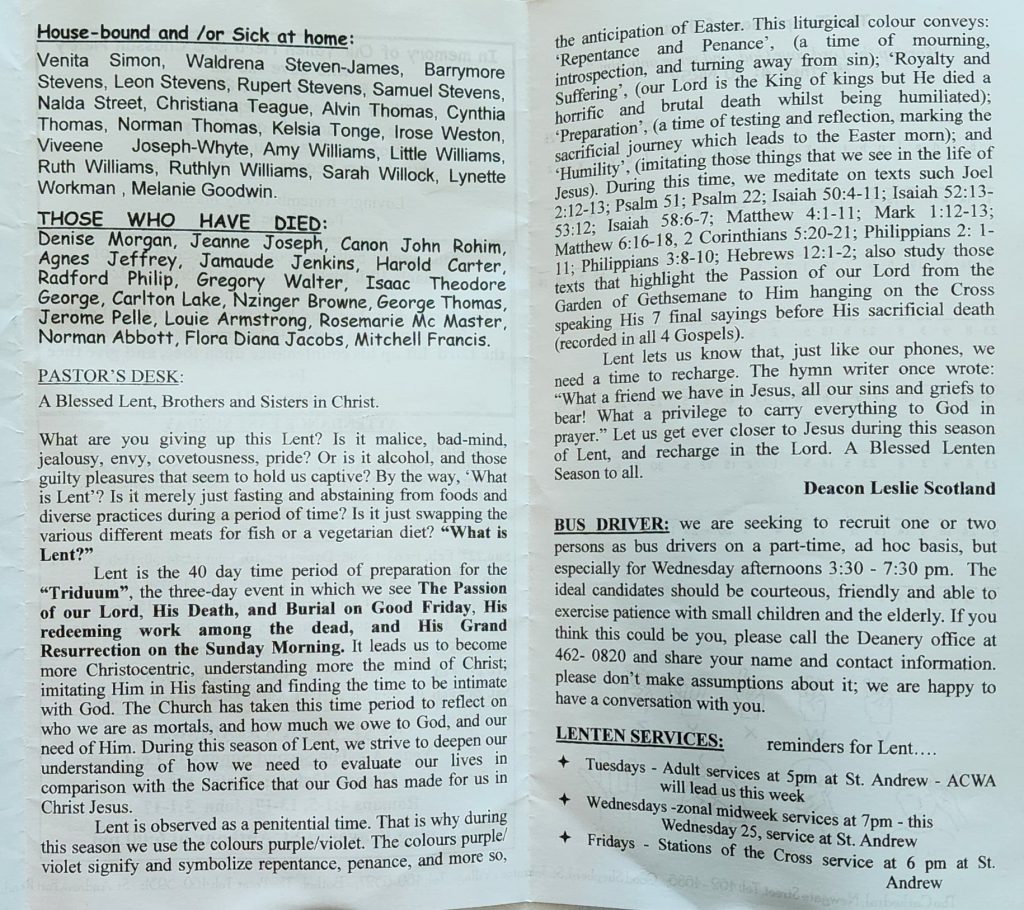 House-bound and /or Sick at home:
Venita Simon, Waldrena Steven-James, Barrymore
Stevens, Leon Stevens, Rupert Stevens, Samuel Stevens,
Nalda Street, Christiana Teague, Alvin Thomas, Cynthia
Thomas, Norman Thomas, Kelsia Tonge, Irose Weston,
Viveene Joseph-Whyte, Amy Williams, Little Williams,
Ruth Williams, Ruthlyn Williams, Sarah Willock, Lynette
Workman , Melanie Goodwin.
THOSE WHO HAVE DIED:
Denise Morgan, Jeanne Joseph, Canon John Rohim,
Agnes Jeffrey, Jamaude Jenkins, Harold Carter,
Radford Philip, Gregory Walter, Isaac Theodore
George, Carlton Lake, Nzinger Browne, George Thomas,
Jerome Pelle, Louie Armstrong, Rosemarie Mc Master,
Norman Abbott, Flora Diana Jacobs, Mitchell Francis.
PASTOR'S DESK:
A Blessed Lent, Brothers and Sisters in Christ.
What are you giving up this Lent? Is it malice, bad-mind,
jealousy, envy, covetousness, pride? Or is it alcohol, and those
guilty pleasures that seem to hold us captive? By the way, 'What
is Lent'? Is it merely just fasting and abstaining from foods and
diverse practices during a period of time? Is it just swapping the
various different meats for fish or a vegetarian diet? "What is
Lent?"
Lent is the 40 day time period of preparation for the
"Triduum", the three-day event in which we see The Passion
of our Lord, His Death, and Burial on Good Friday, His
redeeming work among the dead, and His Grand
Resurrection on the Sunday Morning. It leads us to become
more Christocentric, understanding more the mind of Christ;
imitating Him in His fasting and finding the time to be intimate
with God. The Church has taken this time period to reflect on
who we are as mortals, and how much we owe to God, and our
need of Him. During this season of Lent, we strive to deepen our
understanding of how we need to evaluate our lives in
comparison with the Sacrifice that our God has made for us in
Christ Jesus.
Lent is observed as a penitential time. That is why during
this season we use the colours purple/violet. The colours purple/
violet signify and symbolize repentance, penance, and more so,
the anticipation of Easter. This liturgical colour conveys:
'Repentance and Penance', (a time of mourning,
introspection, and turning away from sin); 'Royalty and
Suffering', (our Lord is the King of kings but He died a
horrific and brutal death whilst being humiliated);
'Preparation', (a time of testing and reflection, marking the
sacrificial journey which leads to the Easter morn); and
'Humility', (imitating those things that we see in the life of
Jesus). During this time, we meditate on texts such Joel
2:12-13; Psalm 51; Psalm 22; Isaiah 50:4-11; Isaiah 52:13-
53:12; Isaiah 58:6-7; Matthew 4:1-11; Mark 1:12-13;
Matthew 6:16-18, 2 Corinthians 5:20-21; Philippians 2: 1-
11; Philippians 3:8-10; Hebrews 12:1-2; also study those
texts that highlight the Passion of our Lord from the
Garden of Gethsemane to Him hanging on the Cross
speaking His 7 final sayings before His sacrificial death
(recorded in all 4 Gospels).
Lent lets us know that, just like our phones, we
need a time to recharge. The hymn writer once wrote:
"What a friend we have in Jesus, all our sins and griefs to
bear! What a privilege to carry everything to God in
prayer." Let us get ever closer to Jesus during this season
of Lent, and recharge in the Lord. A Blessed Lenten
Season to all.
Deacon Leslie Scotland
BUS DRIVER: we are seeking to recruit one or two
persons as bus drivers on a part-time, ad hoc basis, but
especially for Wednesday afternoons 3:30 - 7:30 pm. The
ideal candidates should be courteous, friendly and able to
exercise patience with small children and the elderly. If you
think this could be you, please call the Deanery office at
462- 0820 and share your name and contact information.
please don't make assumptions about it; we are happy to
have a conversation with you.
LENTEN SERVICES: reminders for Lent....
Tuesdays - Adult services at 5pm at St. Andrew - ACWA
will lead us this week
Wednesdays -zonal midweek services at 7pm - this
Wednesday 25, service at St. Andrew
Fridays - Stations of the Cross service at 6 pm at St.
Andrew